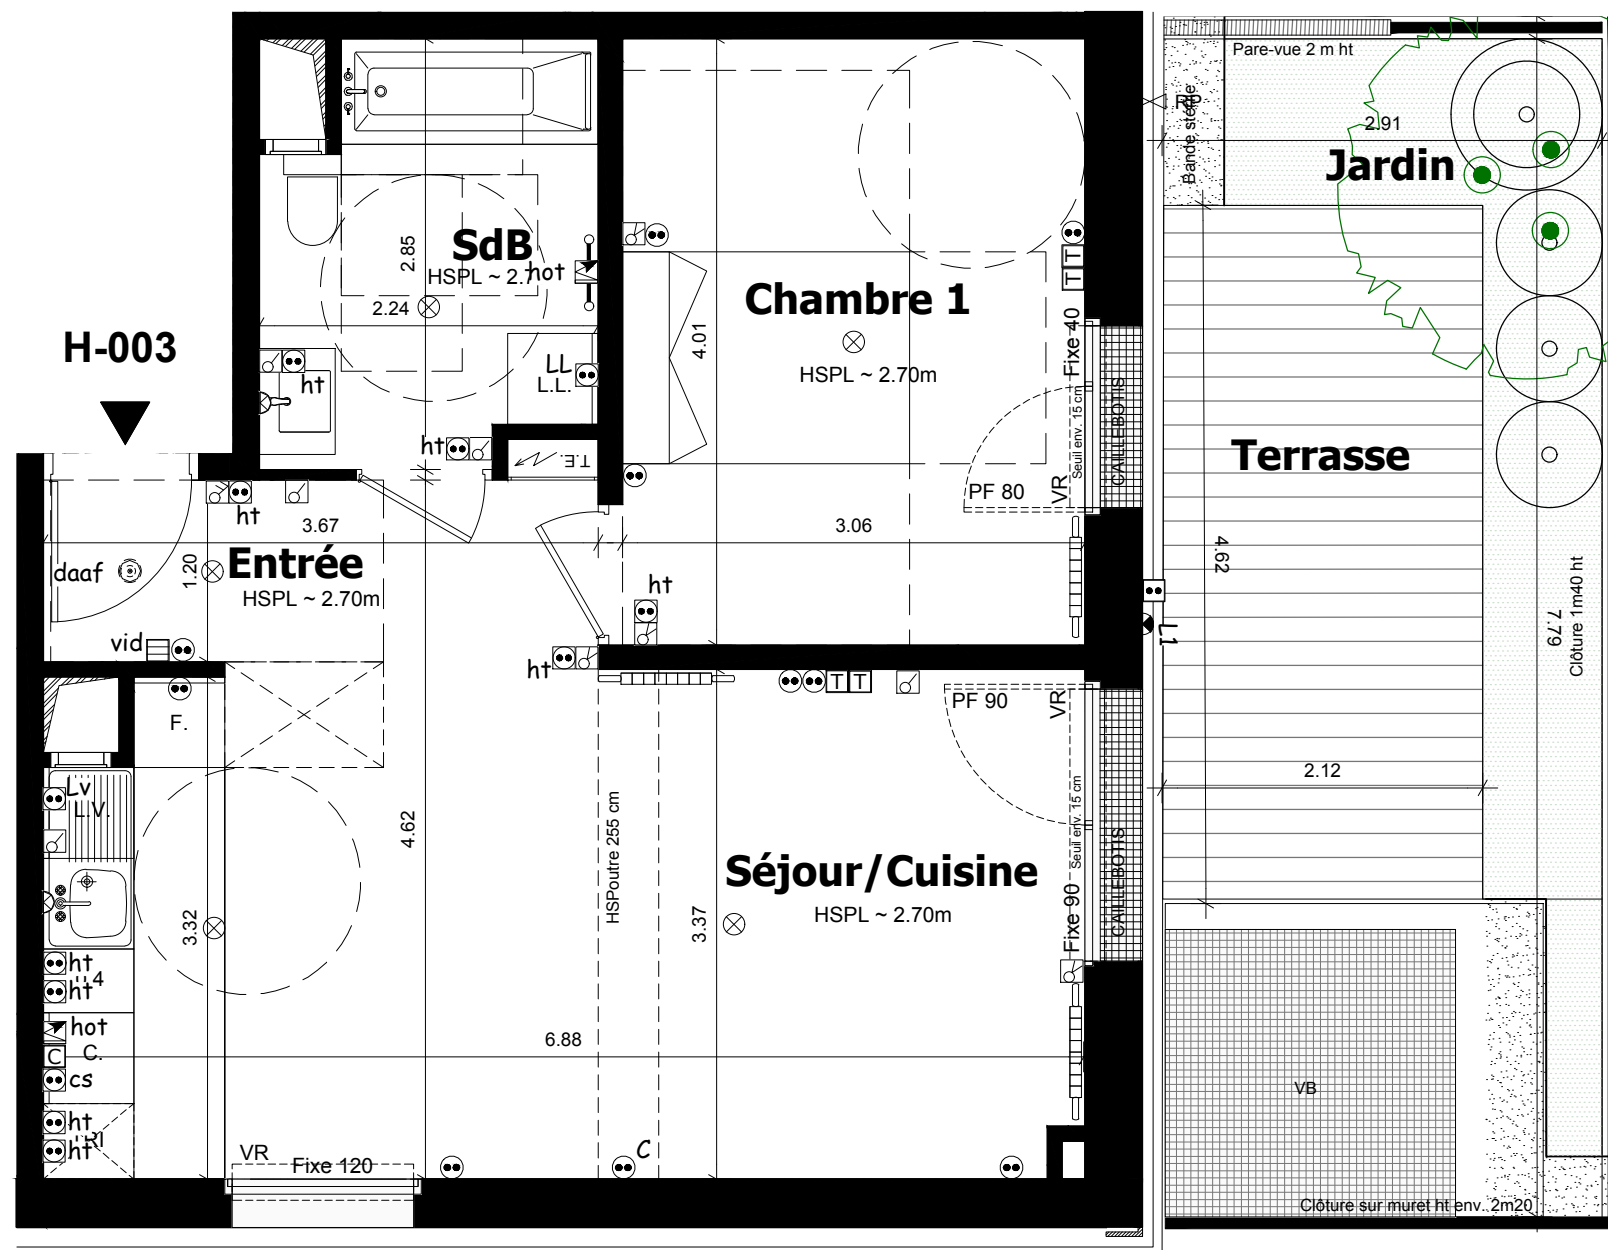 Pare-vue 2 m ht
RP
Bande stérile
2.91
Jardin
SdB
HSPL ~ 2.7
hot
2.85
2.24
T
T
Chambre 1
4.01
HSPL ~ 2.70m
Fixe 40
Seuil env. 15 cm
CAILLEBOTIS
H-003
ht
LL
L.L.
ht
T.E.
PF 80
VR
Terrasse
ht
3.67
3.06
4.62
daaf
1.20
Entrée
HSPL ~ 2.70m
ht
Clôture 1m40 ht
7.79
L1
vid
ht
T
T
PF 90
VR
F.
2.12
Lv
L.V.
4.62
HSPoutre 255 cm
Seuil env. 15 cm
CAILLEBOTIS
Séjour/Cuisine
HSPL ~ 2.70m
3.32
3.37
Fixe 90
ht
ht
hot
C
C.
6.88
cs
VB
ht
ht
VR
Fixe 120
C
Clôture sur muret ht env. 2m20